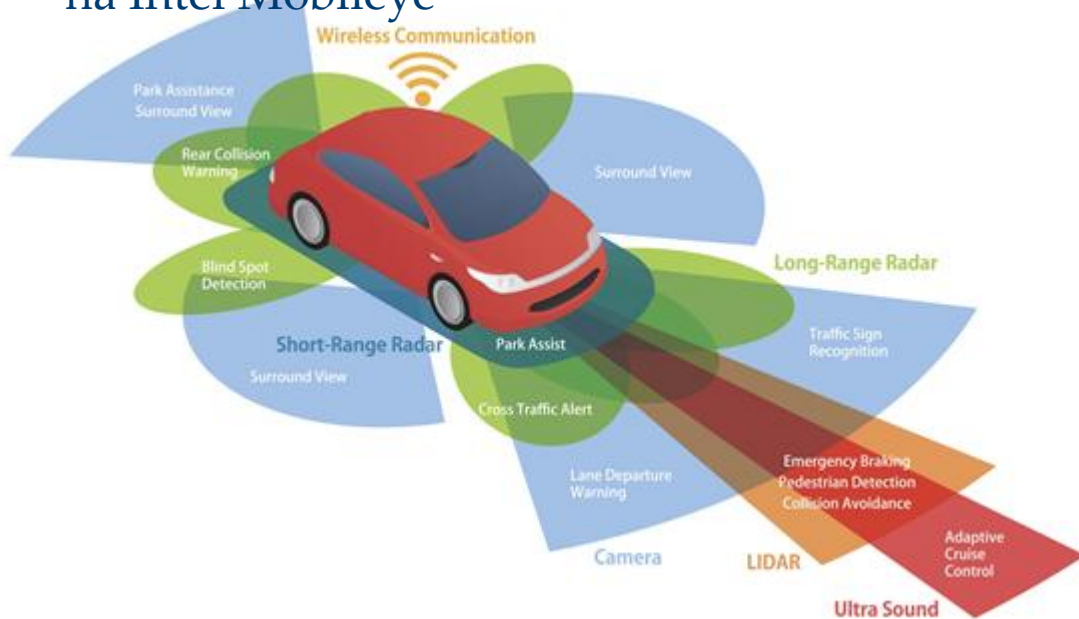 na Intel Mobileye
Wireless Communication
Park Assistance
Surround View
Rear Collision
Warning
Surround View
Blind Spot
Detection
Long-Range Radar
Traffic Sign
Recognition
Short-Range Radar
Park Assist
Surround View
Cross Traffic Alert
Emergency Braking
Pedestrian Detection
Collision Avoidance
Lane Departure
Warning
Camera
LIDAR
Adaptive
Cruise
Control
Ultra Sound